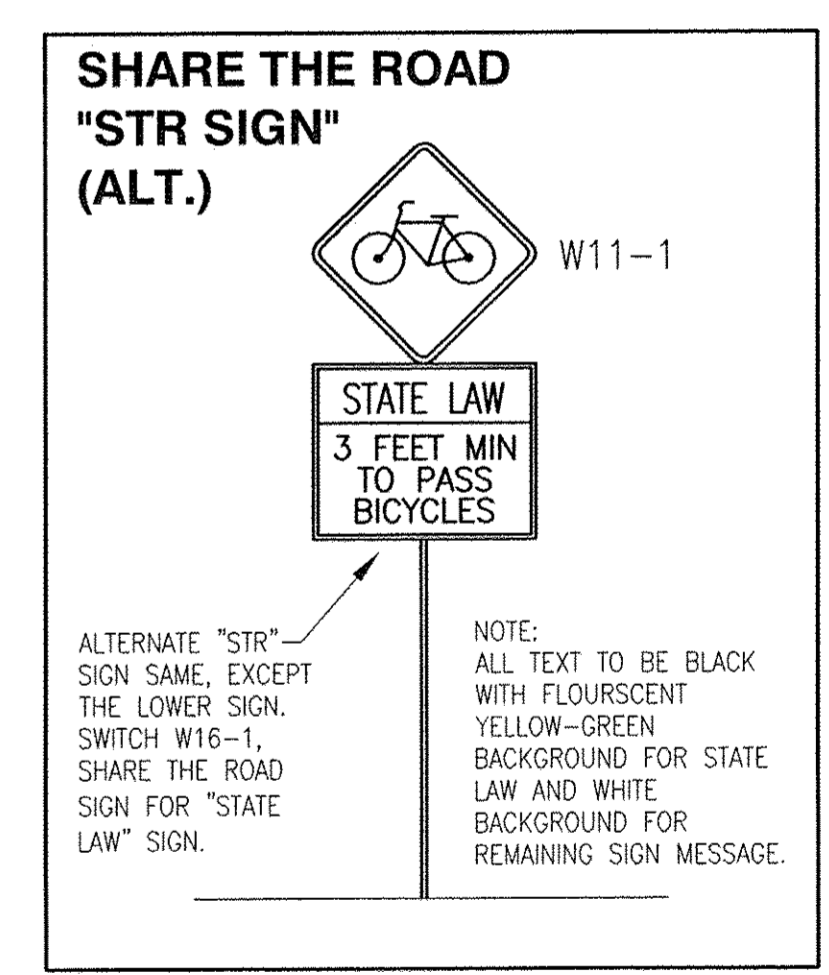 SHARE THE ROAD
"STR SIGN"
(ALT.)
W11-1
STATE LAW
3 FEET MIN
TO PASS
BICYCLES
ALTERNATE "STR"
SIGN SAME, EXCEPT
THE LOWER SIGN.
SWITCH W16-1,
SHARE THE ROAD
SIGN FOR "STATE
LAW" SIGN.
NOTE:
ALL TEXT TO BE BLACK
WITH FLOURSCENT
YELLOW-GREEN
BACKGROUND FOR STATE
LAW AND WHITE
BACKGROUND FOR
REMAINING SIGN MESSAGE.